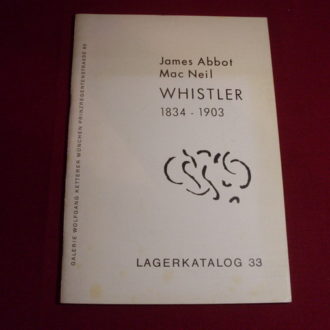 James Abbot
Mac Neil
WHISTLER
1834 - 1903
LAGERKATALOG 33
GALERIE WOLFGANG KETTERER MÜNCHEN PRINZREGENTENSTRASSE 60